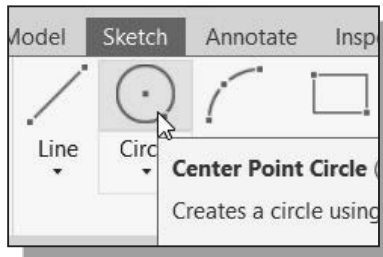 Model Sketch Annotate Insp
Line Circ
Center Point Circle (
Creates a circle using